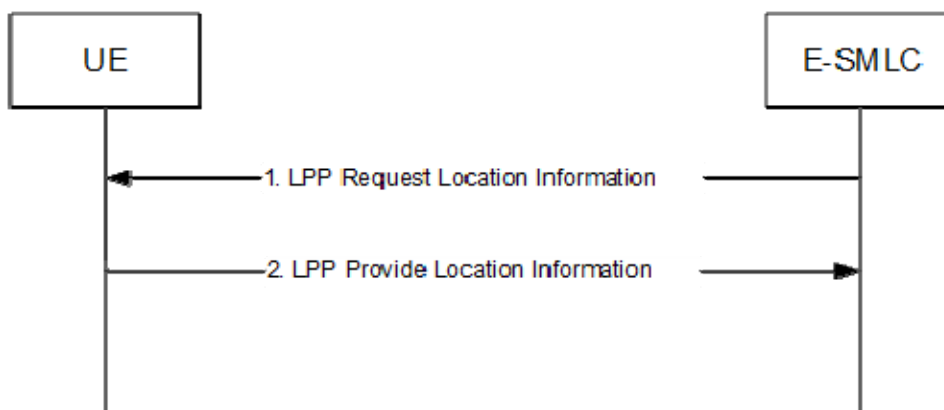 UE
E-SMLC
1. LPP Request Location Information
2. LPP Provide Location Information